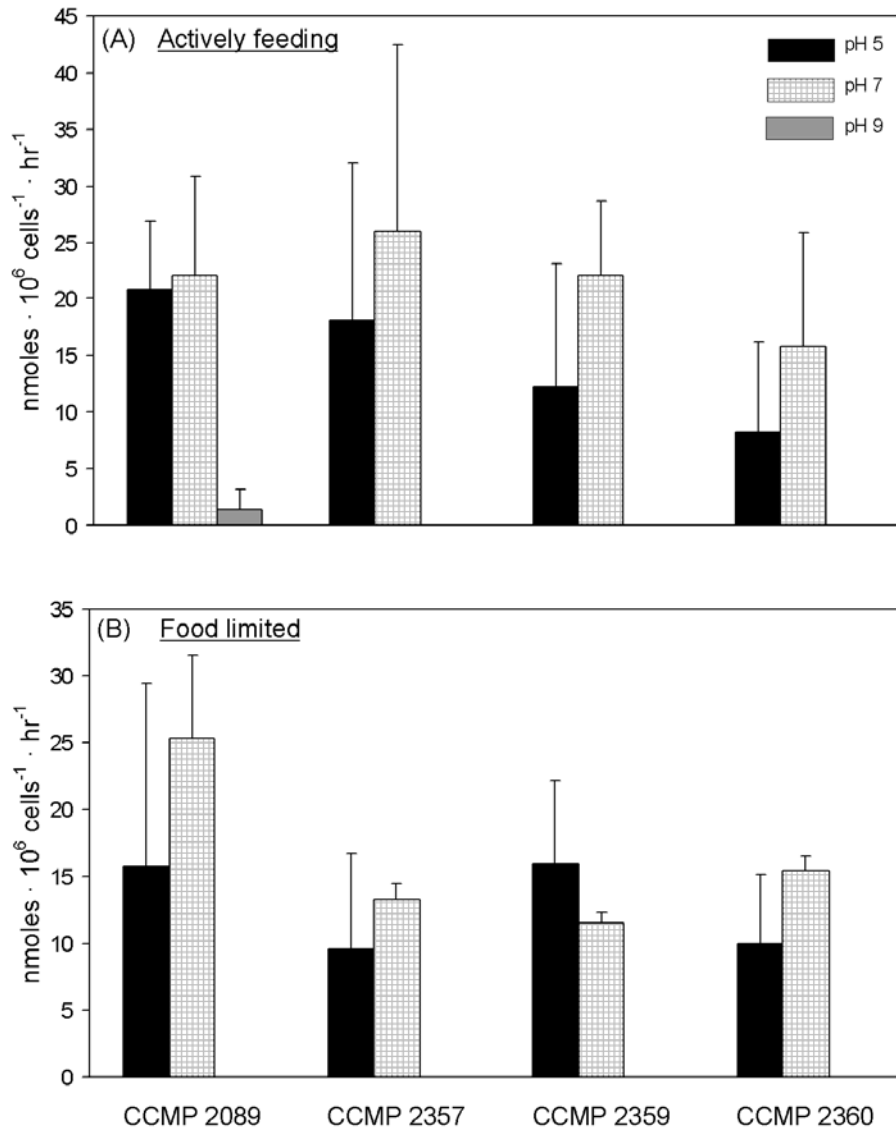 (A) Actively feeding
pH 5
pH 7
pH 9
45
40
35
30
25
20
15
10
5
0
nmoles · 10⁶ cells⁻¹ · hr⁻¹
(B) Food limited
35
30
25
20
15
10
5
0
nmoles · 10⁶ cells⁻¹ · hr⁻¹
CCMP 2089 CCMP 2357 CCMP 2359 CCMP 2360